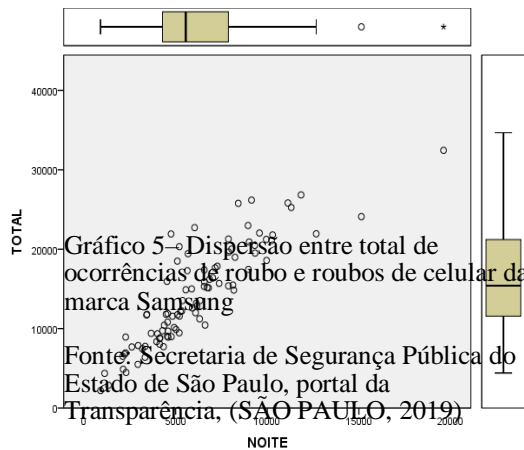 40000
30000
20000
10000
0
TOTAL
Gráfico 5– Dispersão entre total de
ocorrências de roubo e roubos de celular da
marca Samsung
Fonte: Secretaria de Segurança Pública do
Estado de São Paulo, portal da
Transparência, (SÃO PAULO, 2019)
0 5000 10000 15000 20000
NOITE